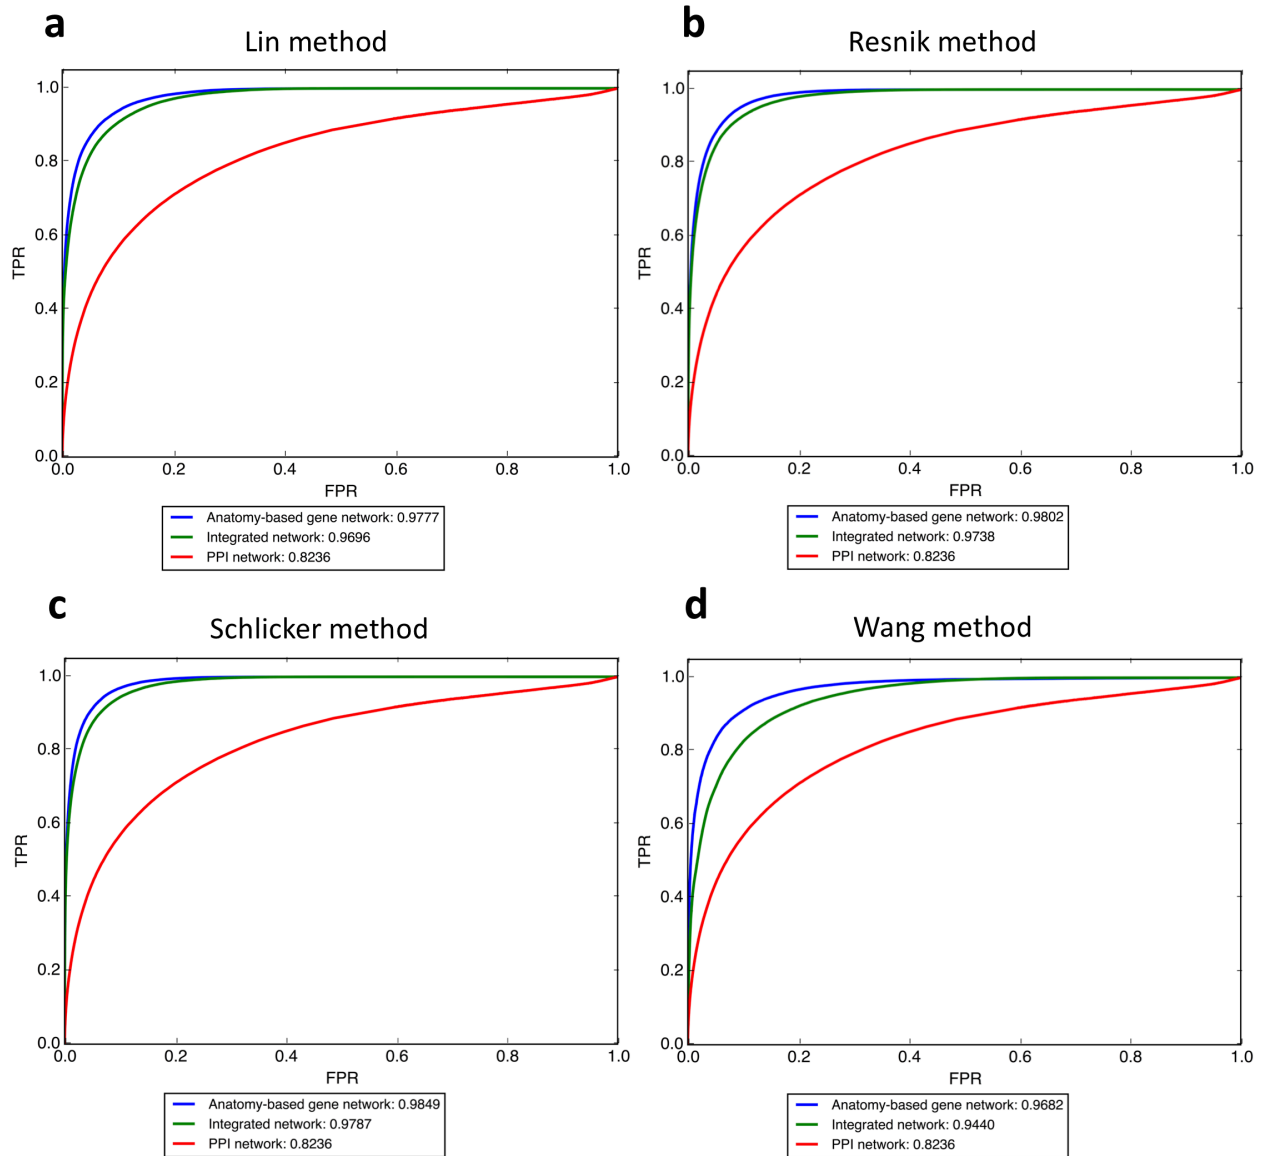 a
Lin method
1.0
0.8
0.6
0.4
0.2
0.0
TPR
0.0 0.2 0.4 0.6 0.8 1.0
FPR
Anatomy-based gene network: 0.9777
Integrated network: 0.9696
PPI network: 0.8236
b
Resnik method
1.0
0.8
0.6
0.4
0.2
0.0
TPR
0.0 0.2 0.4 0.6 0.8 1.0
FPR
Anatomy-based gene network: 0.9802
Integrated network: 0.9738
PPI network: 0.8236
c
Schlicker method
1.0
0.8
0.6
0.4
0.2
0.0
TPR
0.0 0.2 0.4 0.6 0.8 1.0
FPR
Anatomy-based gene network: 0.9849
Integrated network: 0.9787
PPI network: 0.8236
d
Wang method
1.0
0.8
0.6
0.4
0.2
0.0
TPR
0.0 0.2 0.4 0.6 0.8 1.0
FPR
Anatomy-based gene network: 0.9682
Integrated network: 0.9440
PPI network: 0.8236